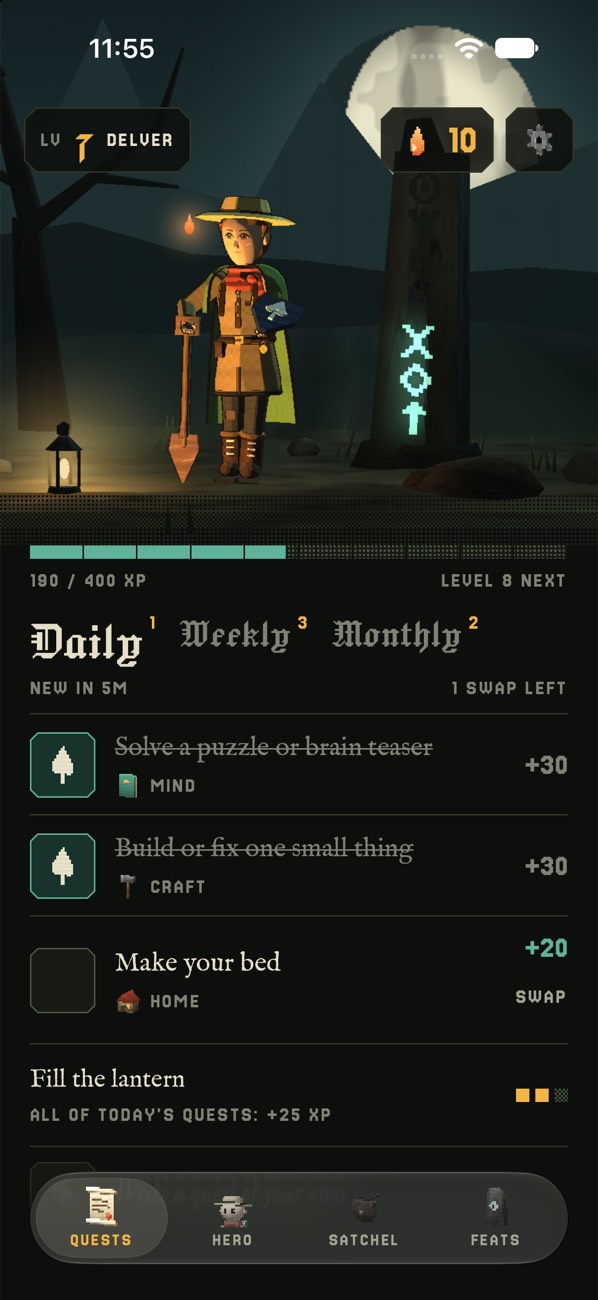 11:55
LV 7 DELVER
10
190 / 400 XP
LEVEL 8 NEXT
Daily 1 Weekly 3 Monthly 2
NEW IN 5M
1 SWAP LEFT
Solve a puzzle or brain teaser
MIND
+30
Build or fix one small thing
CRAFT
+30
Make your bed
HOME
+20
SWAP
Fill the lantern
ALL OF TODAY'S QUESTS: +25 XP
QUESTS
HERO
SATCHEL
FEATS